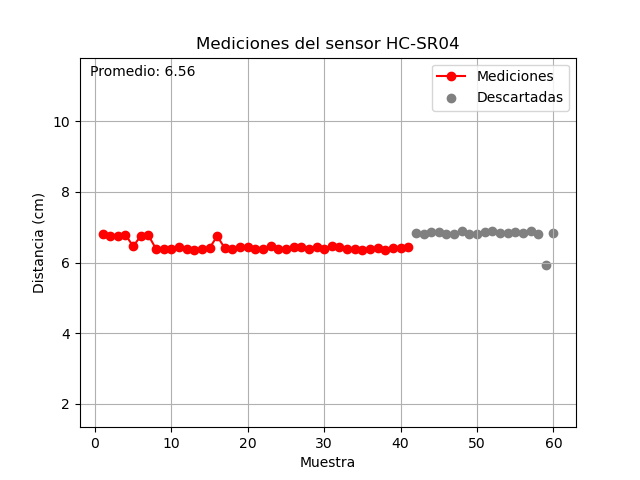 Mediciones del sensor HC-SR04
Promedio: 6.56
Mediciones
Descartadas
10
8
6
4
2
Distancia (cm)
0 10 20 30 40 50 60
Muestra